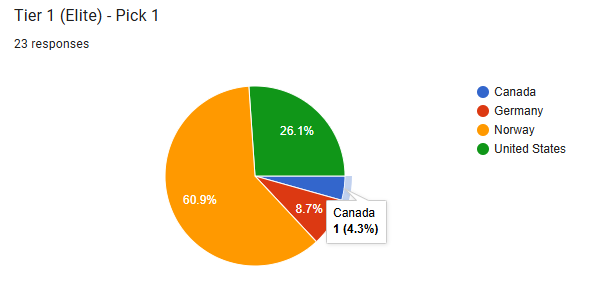 Tier 1 (Elite) - Pick 1
23 responses
26.1%
60.9%
8.7%
Canada
1 (4.3%)
Canada
Germany
Norway
United States